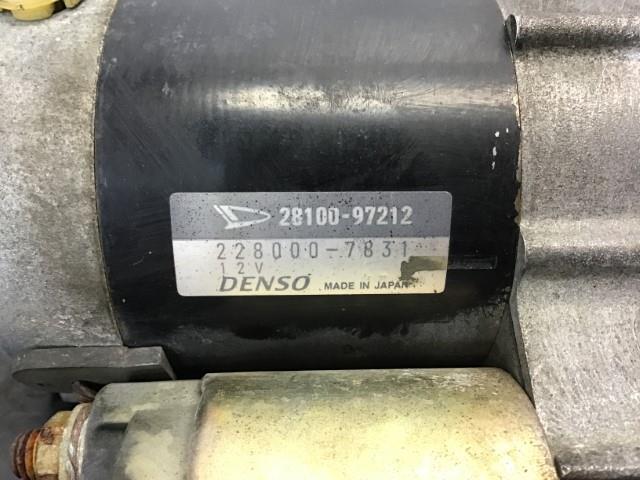 28100-97212
228000-7831
12V
DENSO MADE IN JAPAN